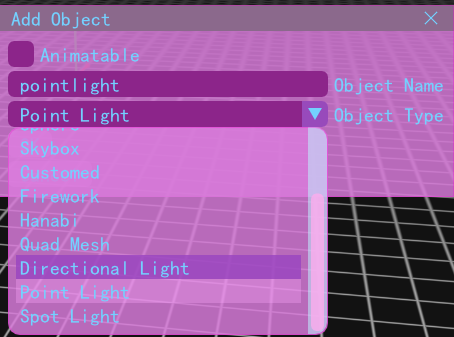 Add Object
Animatable
pointlight Object Name
Point Light Object Type
Sphere
Skybox
Customed
Firework
Hanabi
Quad Mesh
Directional Light
Point Light
Spot Light